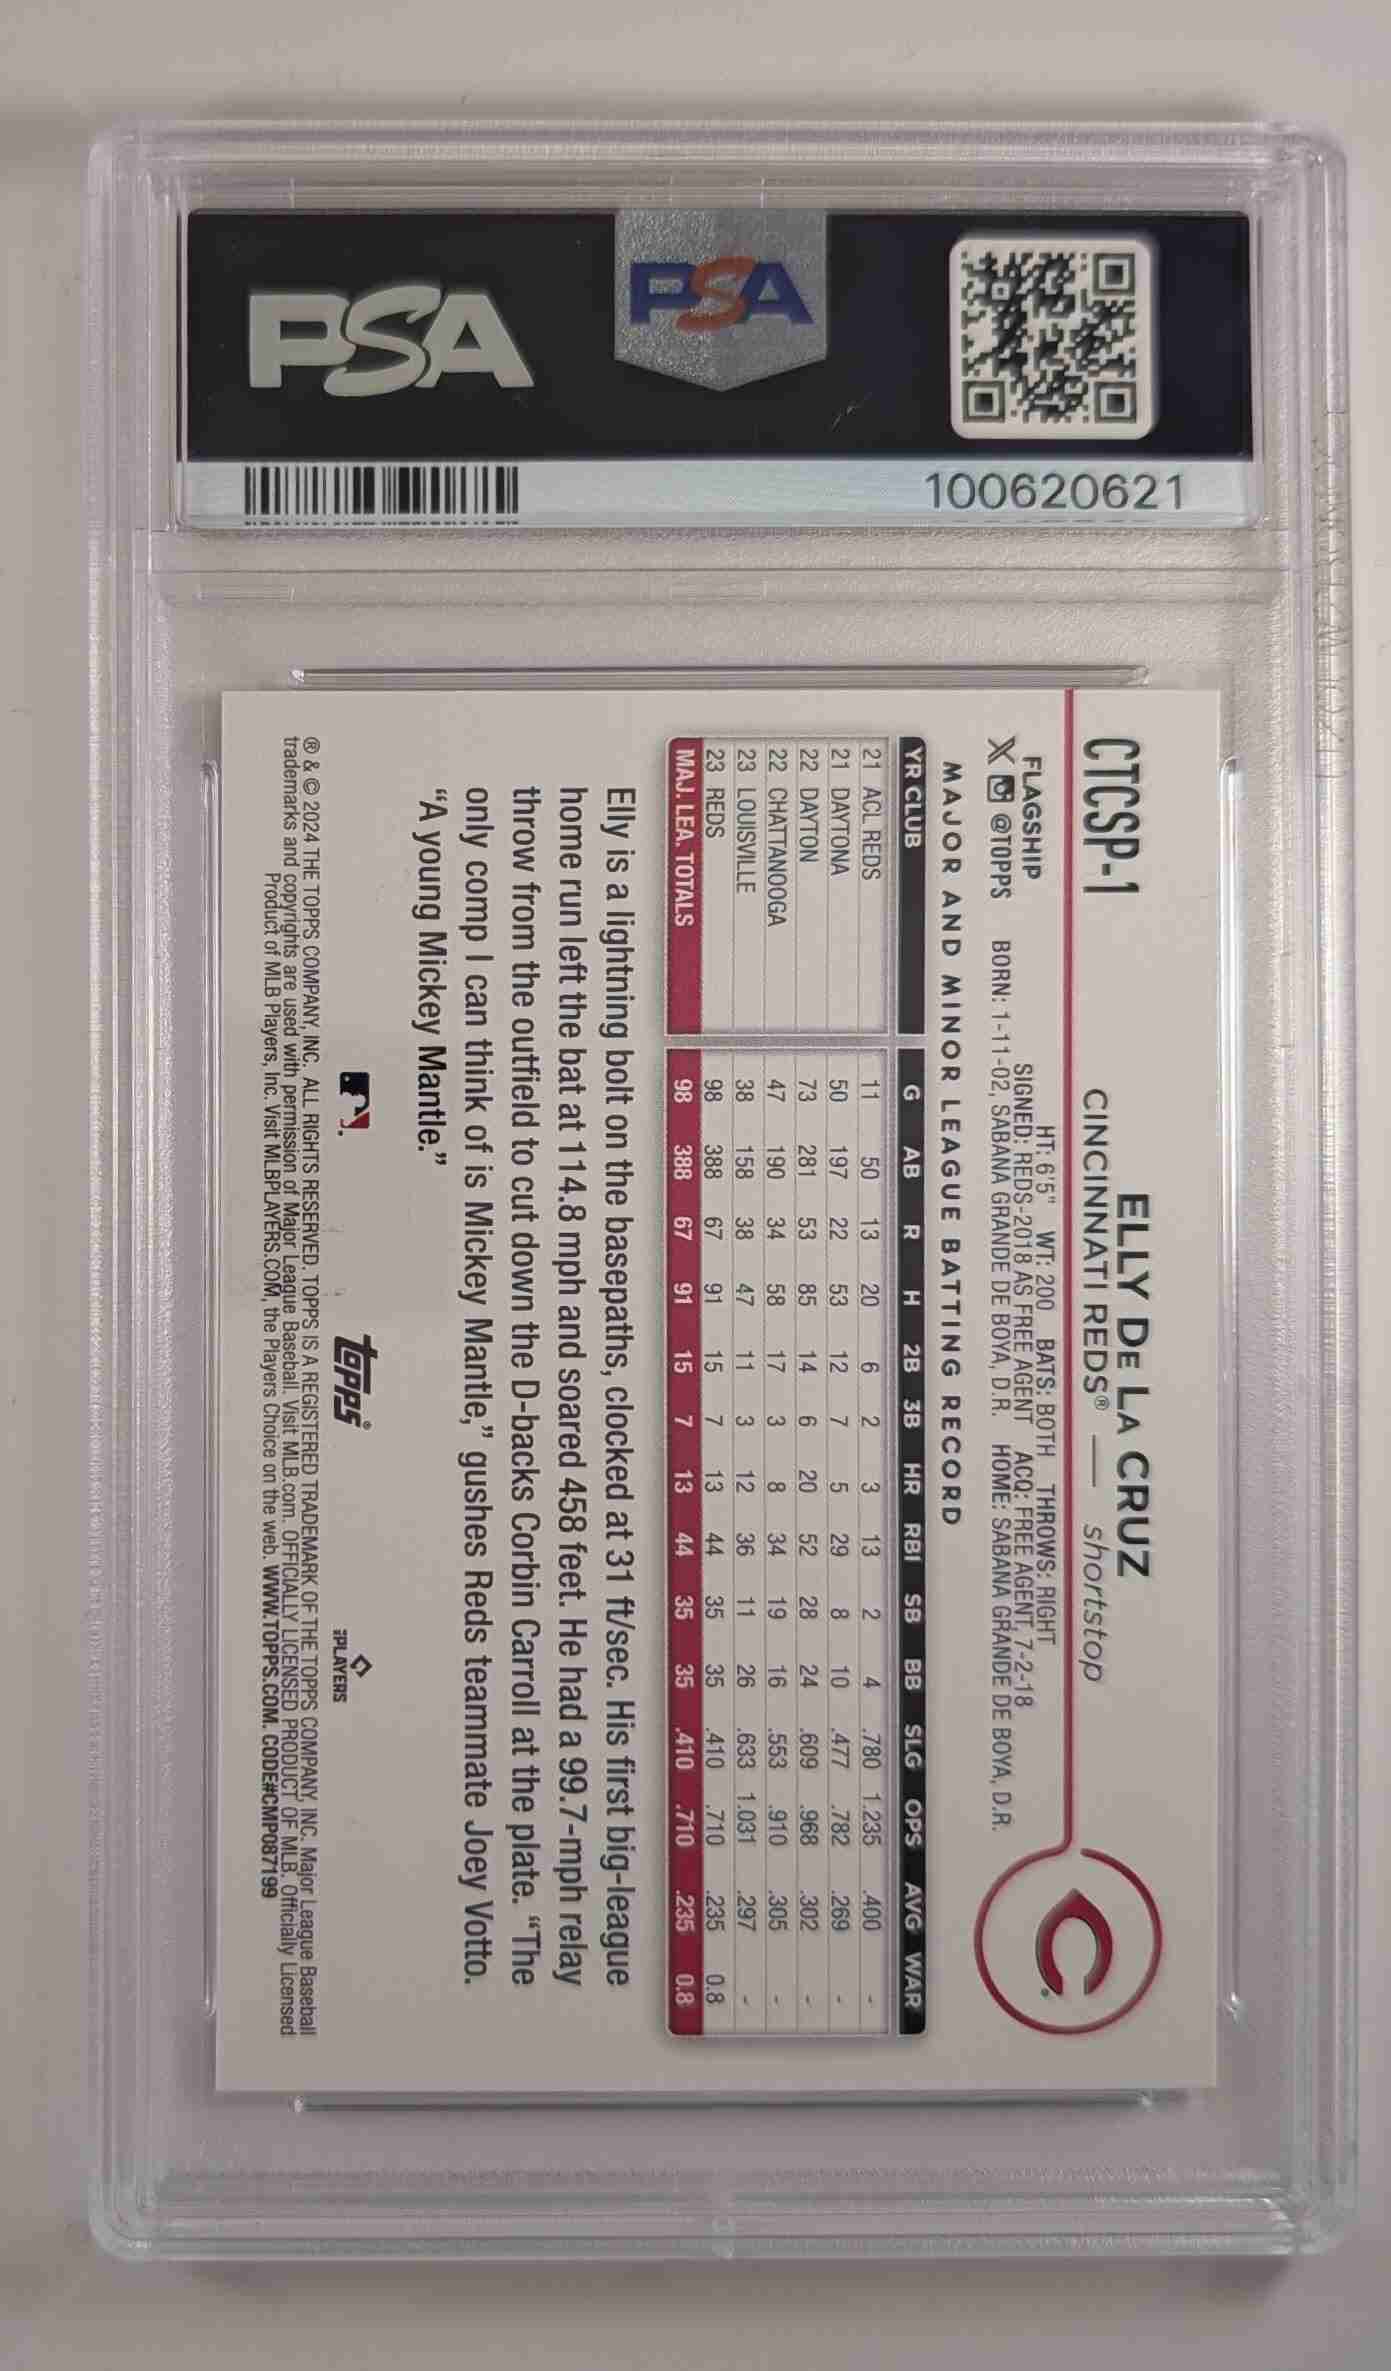 PSA
PSA
100620621
CTCSP-1
ELLY DE LA CRUZ
CINCINNATI REDS® — shortstop
FLAGSHIP
HT: 6'5" WT: 200 BATS: BOTH THROWS: RIGHT
SIGNED: REDS-2018 AS FREE AGENT ACQ: FREE AGENT, 7-2-18
@TOPPS BORN: 1-11-02, SABANA GRANDE DE BOYA, D.R. HOME: SABANA GRANDE DE BOYA, D.R.
MAJOR AND MINOR LEAGUE BATTING RECORD
YR CLUB G AB R H 2B 3B HR RBI SB BB SLG OPS AVG WAR
21 ACL REDS 11 50 13 20 6 2 3 13 2 4 .780 1.235 .400 -
21 DAYTONA 50 197 22 53 12 7 5 29 8 10 .477 .782 .269 -
22 DAYTON 73 281 53 85 14 6 20 52 28 24 .609 .968 .302 -
22 CHATTANOOGA 47 190 34 58 17 3 8 34 19 16 .553 .910 .305 -
23 LOUISVILLE 38 158 38 47 11 3 12 36 11 26 .633 1.031 .297 -
23 REDS 98 388 67 91 15 7 13 44 35 35 .410 .710 .235 0.8
MAJ. LEA. TOTALS 98 388 67 91 15 7 13 44 35 35 .410 .710 .235 0.8
Elly is a lightning bolt on the basepaths, clocked at 31 ft/sec. His first big-league
home run left the bat at 114.8 mph and soared 458 feet. He had a 99.7-mph relay
throw from the outfield to cut down the D-backs Corbin Carroll at the plate. “The
only comp I can think of is Mickey Mantle,” gushes Reds teammate Joey Votto.
“A young Mickey Mantle.”
topps®
PLAYERS
® & © 2024 THE TOPPS COMPANY, INC. ALL RIGHTS RESERVED. TOPPS IS A REGISTERED TRADEMARK OF THE TOPPS COMPANY, INC. Major League Baseball
trademarks and copyrights are used with permission of Major League Baseball. Visit MLB.com. OFFICIALLY LICENSED PRODUCT OF MLB. Officially Licensed
Product of MLB Players, Inc. Visit MLBPLAYERS.COM, the Players Choice on the web. WWW.TOPPS.COM. CODE#CMP087199